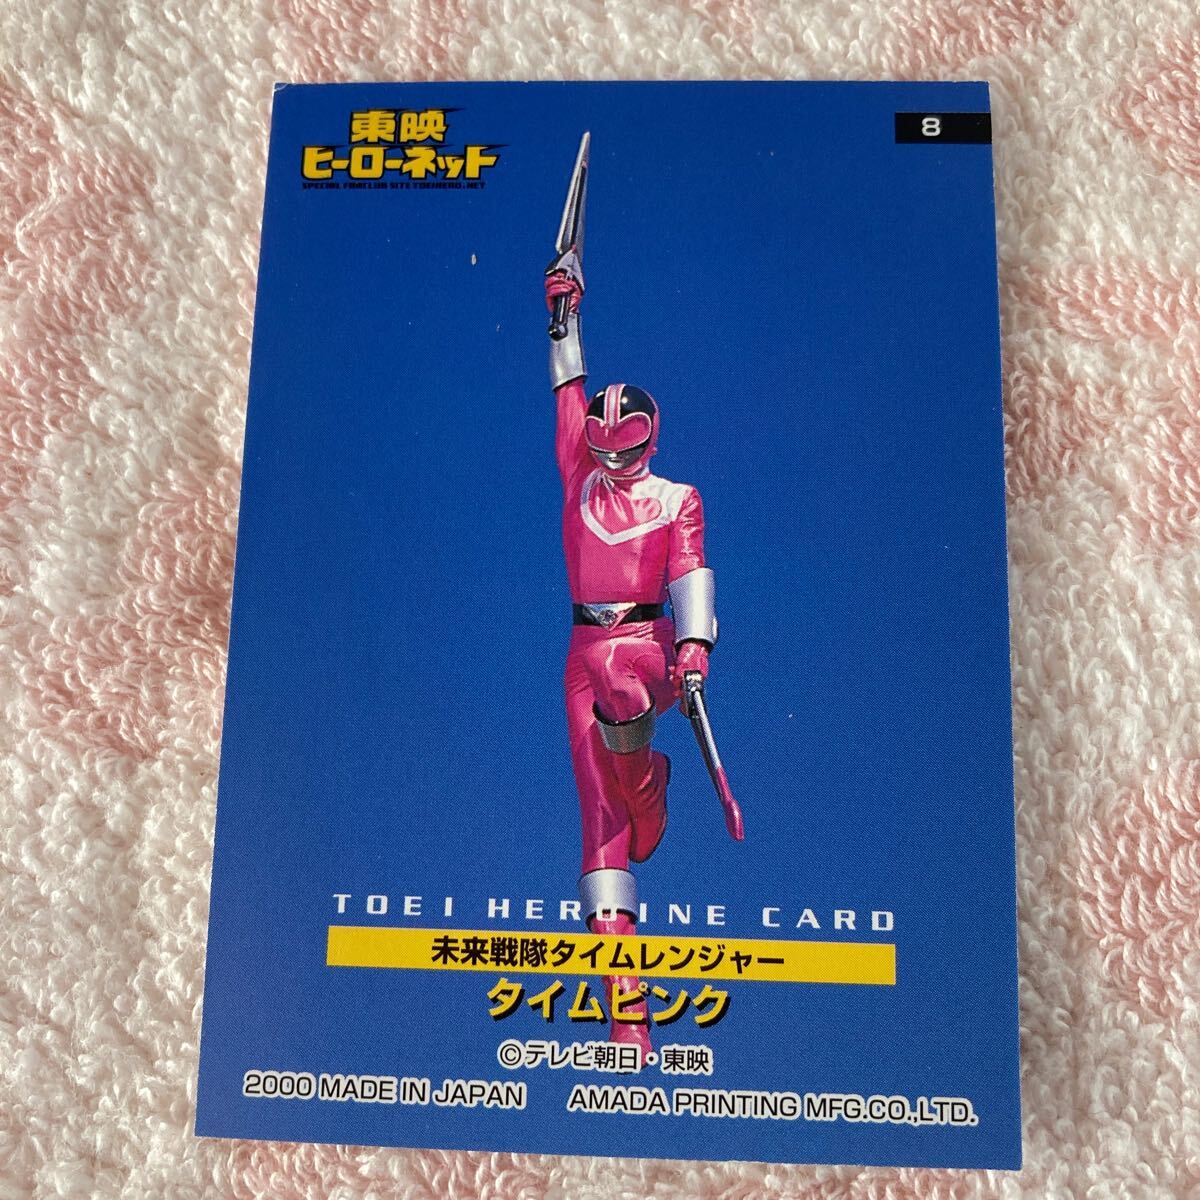 東映
ヒーローネット
SPECIAL FANCLUB SITE TOEIHERO.NET
8
TOEI HEROINE CARD
未来戦隊タイムレンジャー
タイムピンク
©テレビ朝日・東映
2000 MADE IN JAPAN AMADA PRINTING MFG.CO.,LTD.